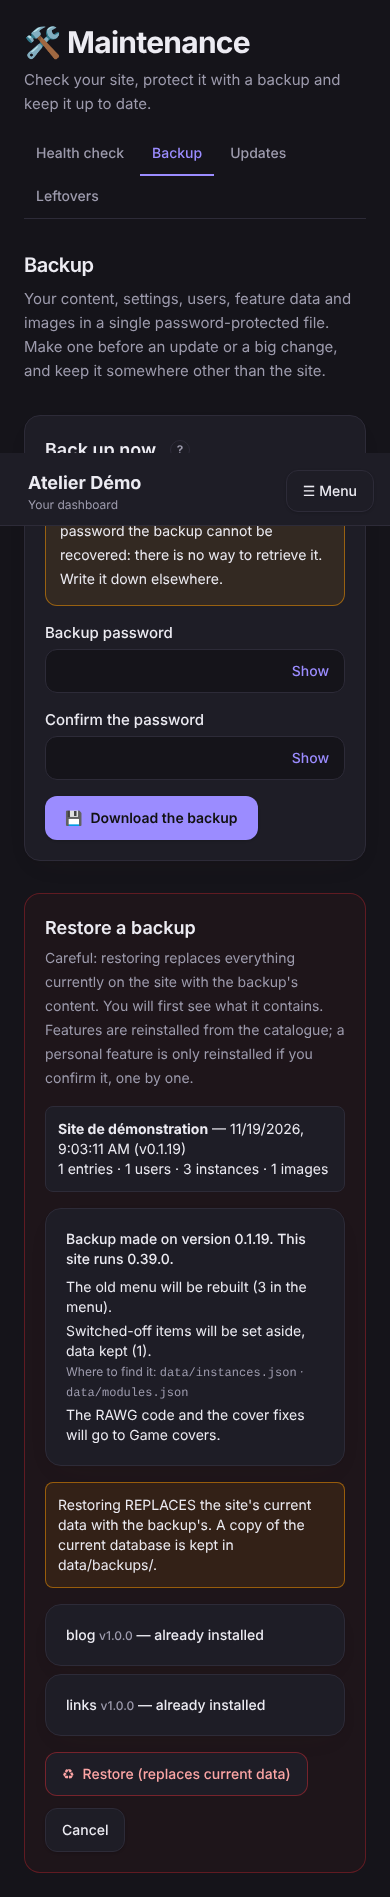 🛠️ Maintenance
Check your site, protect it with a backup and
keep it up to date.
Health check
Backup
Updates
Leftovers
Backup
Your content, settings, users, feature data and
images in a single password-protected file.
Make one before an update or a big change,
and keep it somewhere other than the site.
Back up now ?
Atelier Démo
Your dashboard
☰ Menu
password the backup cannot be
recovered: there is no way to retrieve it.
Write it down elsewhere.
Backup password
Show
Confirm the password
Show
💾 Download the backup
Restore a backup
Careful: restoring replaces everything
currently on the site with the backup's
content. You will first see what it contains.
Features are reinstalled from the catalogue; a
personal feature is only reinstalled if you
confirm it, one by one.
Site de démonstration — 11/19/2026,
9:03:11 AM (v0.1.19)
1 entries · 1 users · 3 instances · 1 images
Backup made on version 0.1.19. This
site runs 0.39.0.
The old menu will be rebuilt (3 in the
menu).
Switched-off items will be set aside,
data kept (1).
Where to find it: data/instances.json ·
data/modules.json
The RAWG code and the cover fixes
will go to Game covers.
Restoring REPLACES the site's current
data with the backup's. A copy of the
current database is kept in
data/backups/.
blog v1.0.0 — already installed
links v1.0.0 — already installed
♻ Restore (replaces current data)
Cancel